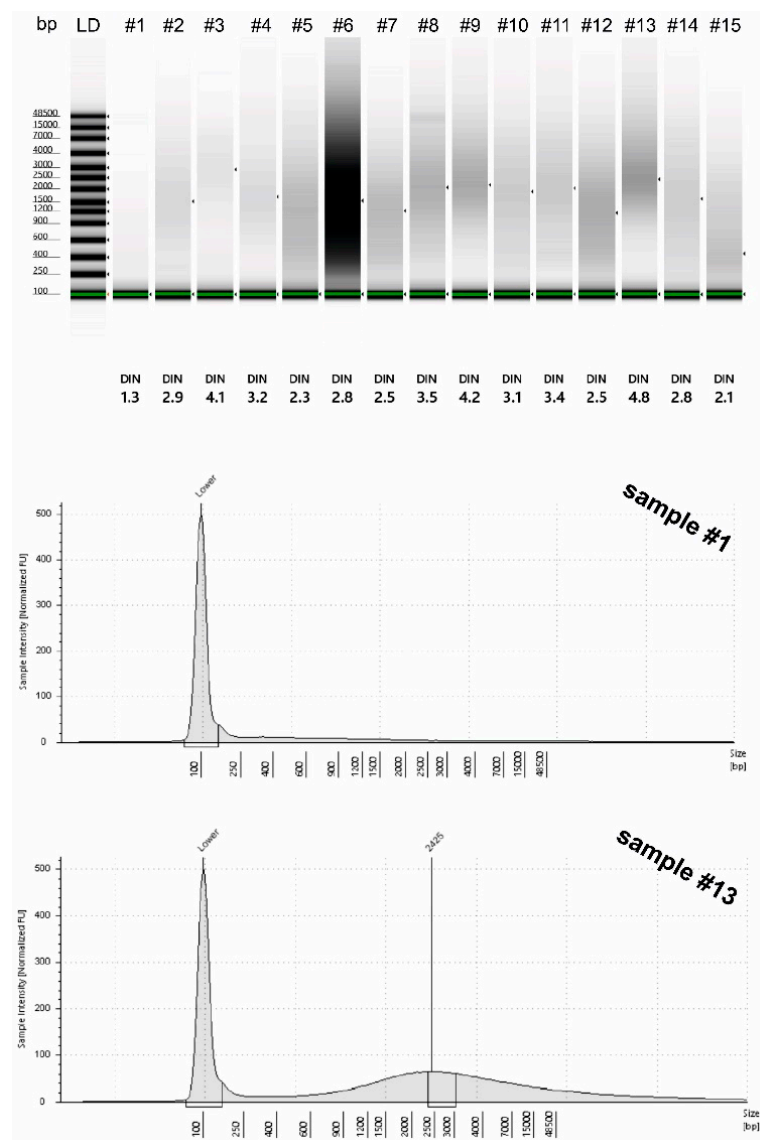 bp LD #1 #2 #3 #4 #5 #6 #7 #8 #9 #10 #11 #12 #13 #14 #15
48500
15000
7000
4000
3000
2500
2000
1500
1200
900
600
400
250
100
DIN DIN DIN DIN DIN DIN DIN DIN DIN DIN DIN DIN DIN DIN DIN
1.3 2.9 4.1 3.2 2.3 2.8 2.5 3.5 4.2 3.1 3.4 2.5 4.8 2.8 2.1
sample #1
Lower
Sample Intensity [Normalized FU]
500
400
300
200
100
0
100 250 400 600 900 1200 1500 2000 2500 3000 4000 7000 15000 48500
Size
[bp]
sample #13
Lower
2425
Sample Intensity [Normalized FU]
500
400
300
200
100
0
100 250 400 600 900 1200 1500 2000 2500 3000 4000 7000 15000 48500
Size
[bp]